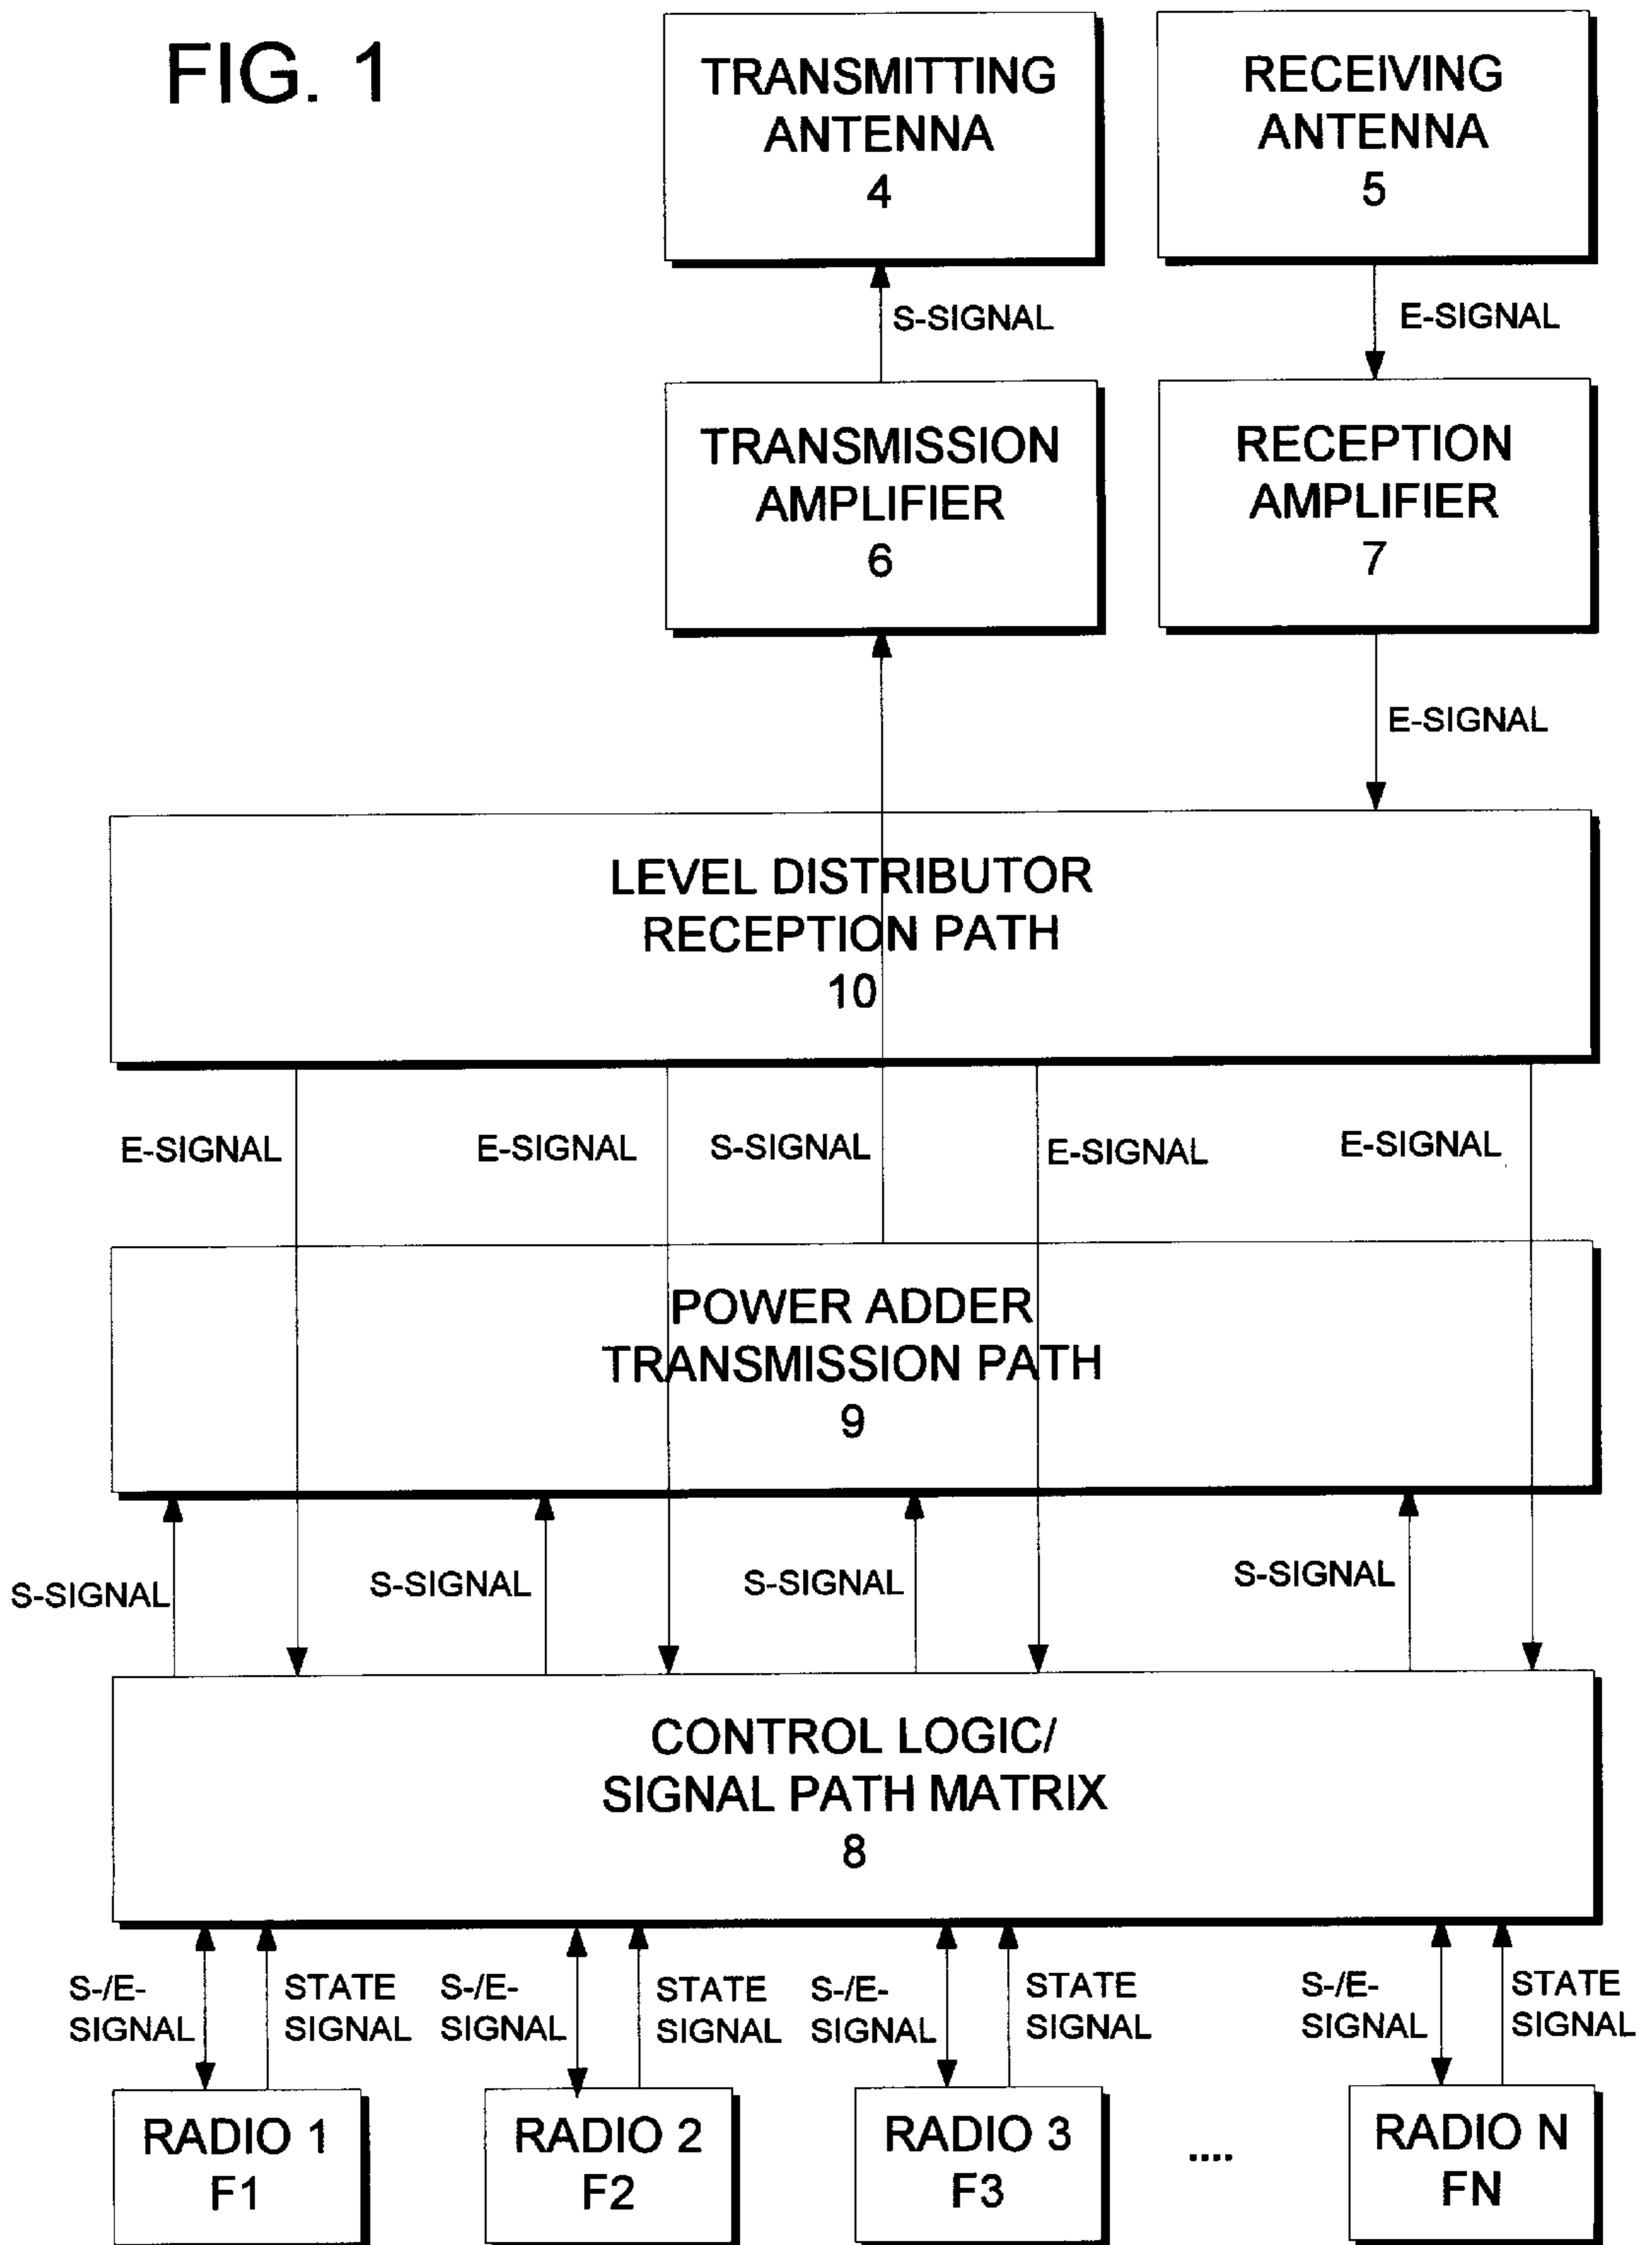 FIG. 1
TRANSMITTING
ANTENNA
4
RECEIVING
ANTENNA
5
S-SIGNAL
E-SIGNAL
TRANSMISSION
AMPLIFIER
6
RECEPTION
AMPLIFIER
7
E-SIGNAL
LEVEL DISTRIBUTOR
RECEPTION PATH
10
E-SIGNAL
E-SIGNAL
S-SIGNAL
E-SIGNAL
E-SIGNAL
POWER ADDER
TRANSMISSION PATH
9
S-SIGNAL
S-SIGNAL
S-SIGNAL
S-SIGNAL
CONTROL LOGIC/
SIGNAL PATH MATRIX
8
S-/E-
SIGNAL
STATE
SIGNAL
S-/E-
SIGNAL
STATE
SIGNAL
S-/E-
SIGNAL
STATE
SIGNAL
S-/E-
SIGNAL
STATE
SIGNAL
RADIO 1
F1
RADIO 2
F2
RADIO 3
F3
....
RADIO N
FN